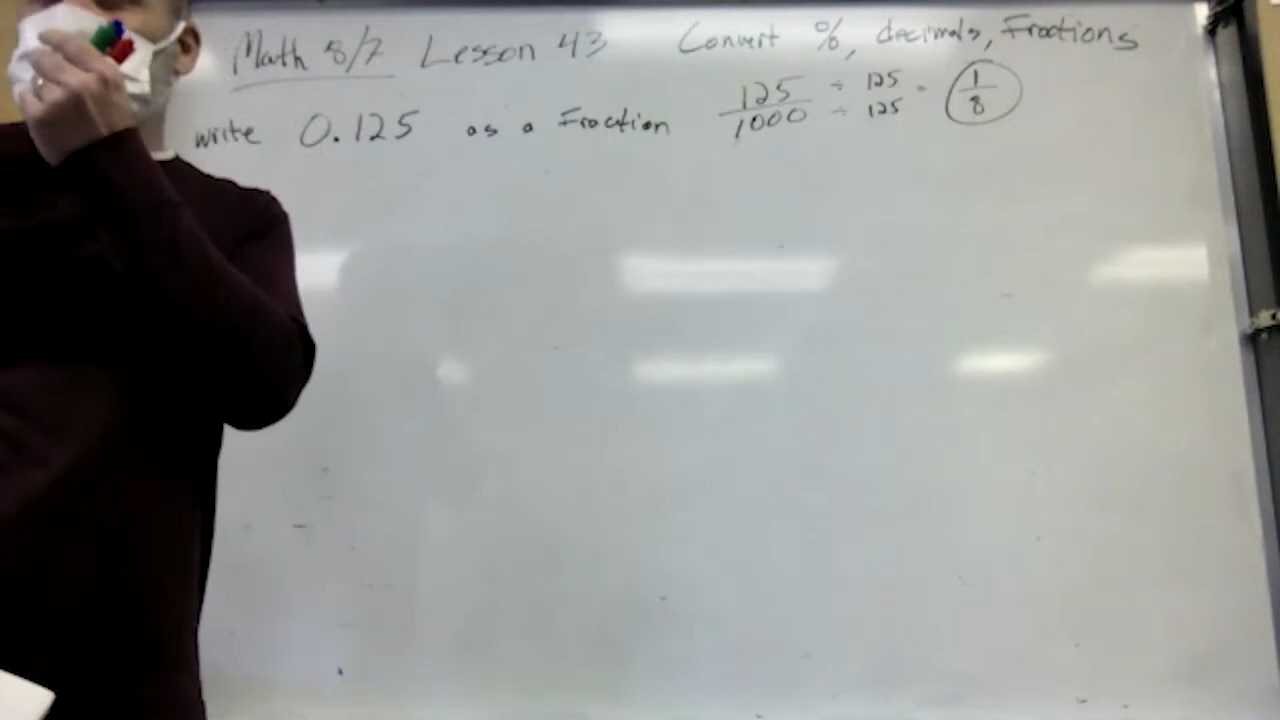 Math 8/7 Lesson 43 Convert %, decimals, Fractions
write 0.125 as a Fraction 125/1000 ÷ 125/÷ 125 = 1/8